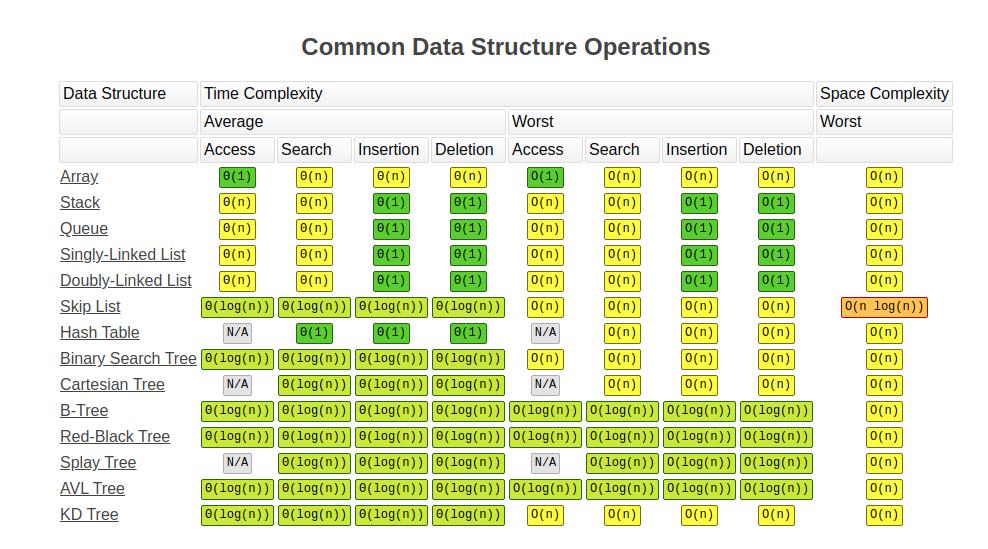 Common Data Structure Operations
Data Structure Time Complexity Space Complexity
Average Worst Worst
Access Search Insertion Deletion Access Search Insertion Deletion
Array Θ(1) Θ(n) Θ(n) Θ(n) O(1) O(n) O(n) O(n) O(n)
Stack Θ(n) Θ(n) Θ(1) Θ(1) O(n) O(n) O(1) O(1) O(n)
Queue Θ(n) Θ(n) Θ(1) Θ(1) O(n) O(n) O(1) O(1) O(n)
Singly-Linked List Θ(n) Θ(n) Θ(1) Θ(1) O(n) O(n) O(1) O(1) O(n)
Doubly-Linked List Θ(n) Θ(n) Θ(1) Θ(1) O(n) O(n) O(1) O(1) O(n)
Skip List Θ(log(n)) Θ(log(n)) Θ(log(n)) Θ(log(n)) O(n) O(n) O(n) O(n) O(n log(n))
Hash Table N/A Θ(1) Θ(1) Θ(1) N/A O(n) O(n) O(n) O(n)
Binary Search Tree Θ(log(n)) Θ(log(n)) Θ(log(n)) Θ(log(n)) O(n) O(n) O(n) O(n) O(n)
Cartesian Tree N/A Θ(log(n)) Θ(log(n)) Θ(log(n)) N/A O(n) O(n) O(n) O(n)
B-Tree Θ(log(n)) Θ(log(n)) Θ(log(n)) Θ(log(n)) O(log(n)) O(log(n)) O(log(n)) O(log(n)) O(n)
Red-Black Tree Θ(log(n)) Θ(log(n)) Θ(log(n)) Θ(log(n)) O(log(n)) O(log(n)) O(log(n)) O(log(n)) O(n)
Splay Tree N/A Θ(log(n)) Θ(log(n)) Θ(log(n)) N/A O(log(n)) O(log(n)) O(log(n)) O(n)
AVL Tree Θ(log(n)) Θ(log(n)) Θ(log(n)) Θ(log(n)) O(log(n)) O(log(n)) O(log(n)) O(log(n)) O(n)
KD Tree Θ(log(n)) Θ(log(n)) Θ(log(n)) Θ(log(n)) O(n) O(n) O(n) O(n) O(n)